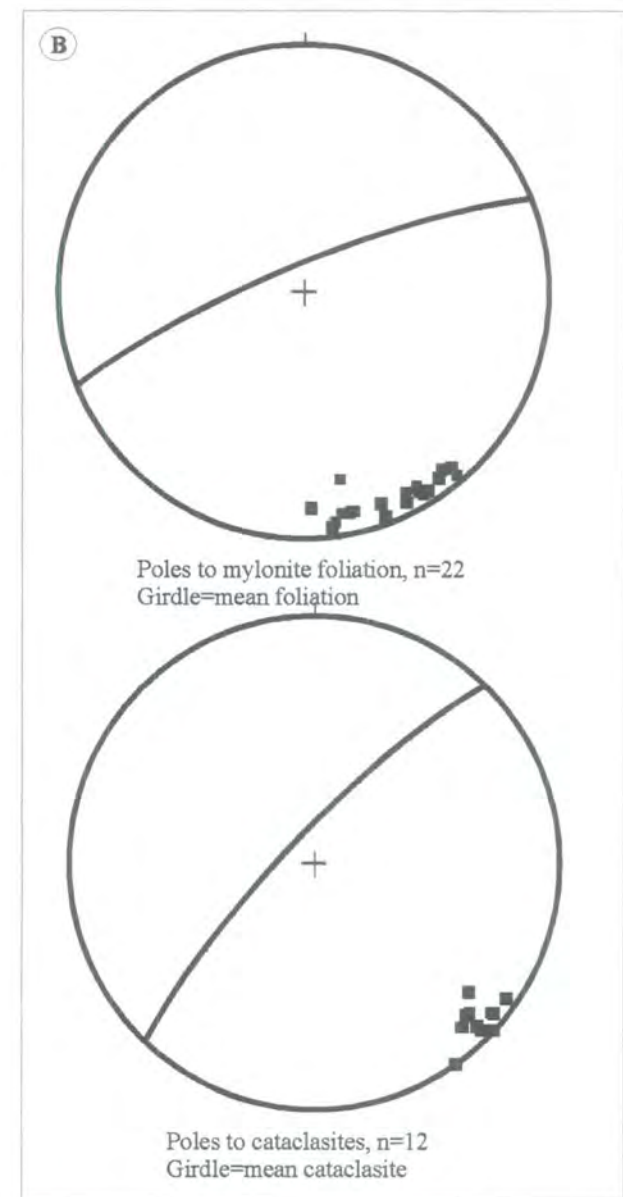 B
Poles to mylonite foliation, n=22
Girdle=mean foliation
Poles to cataclasites, n=12
Girdle=mean cataclasite